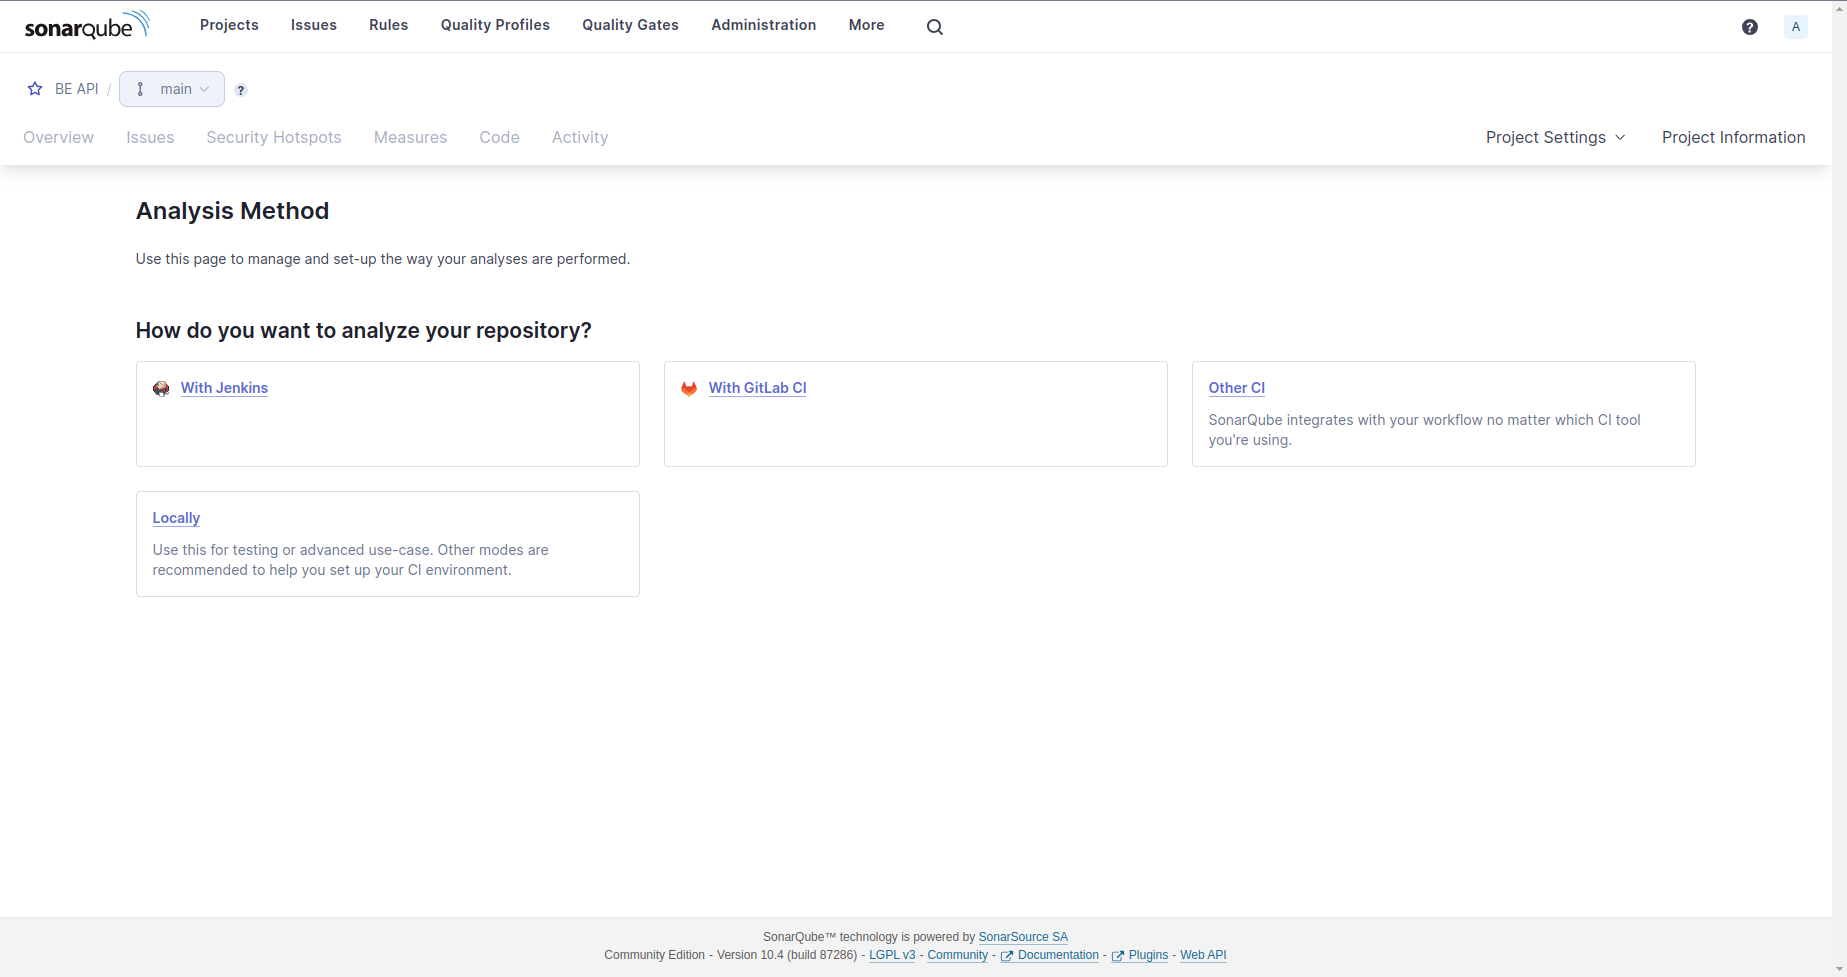 sonarqube Projects Issues Rules Quality Profiles Quality Gates Administration More ? A
BE API / main ?
Overview Issues Security Hotspots Measures Code Activity Project Settings Project Information
Analysis Method
Use this page to manage and set-up the way your analyses are performed.
How do you want to analyze your repository?
With Jenkins
With GitLab CI
Other CI
SonarQube integrates with your workflow no matter which CI tool
you're using.
Locally
Use this for testing or advanced use-case. Other modes are
recommended to help you set up your CI environment.
SonarQube™ technology is powered by SonarSource SA
Community Edition - Version 10.4 (build 87286) - LGPL v3 - Community - Documentation - Plugins - Web API